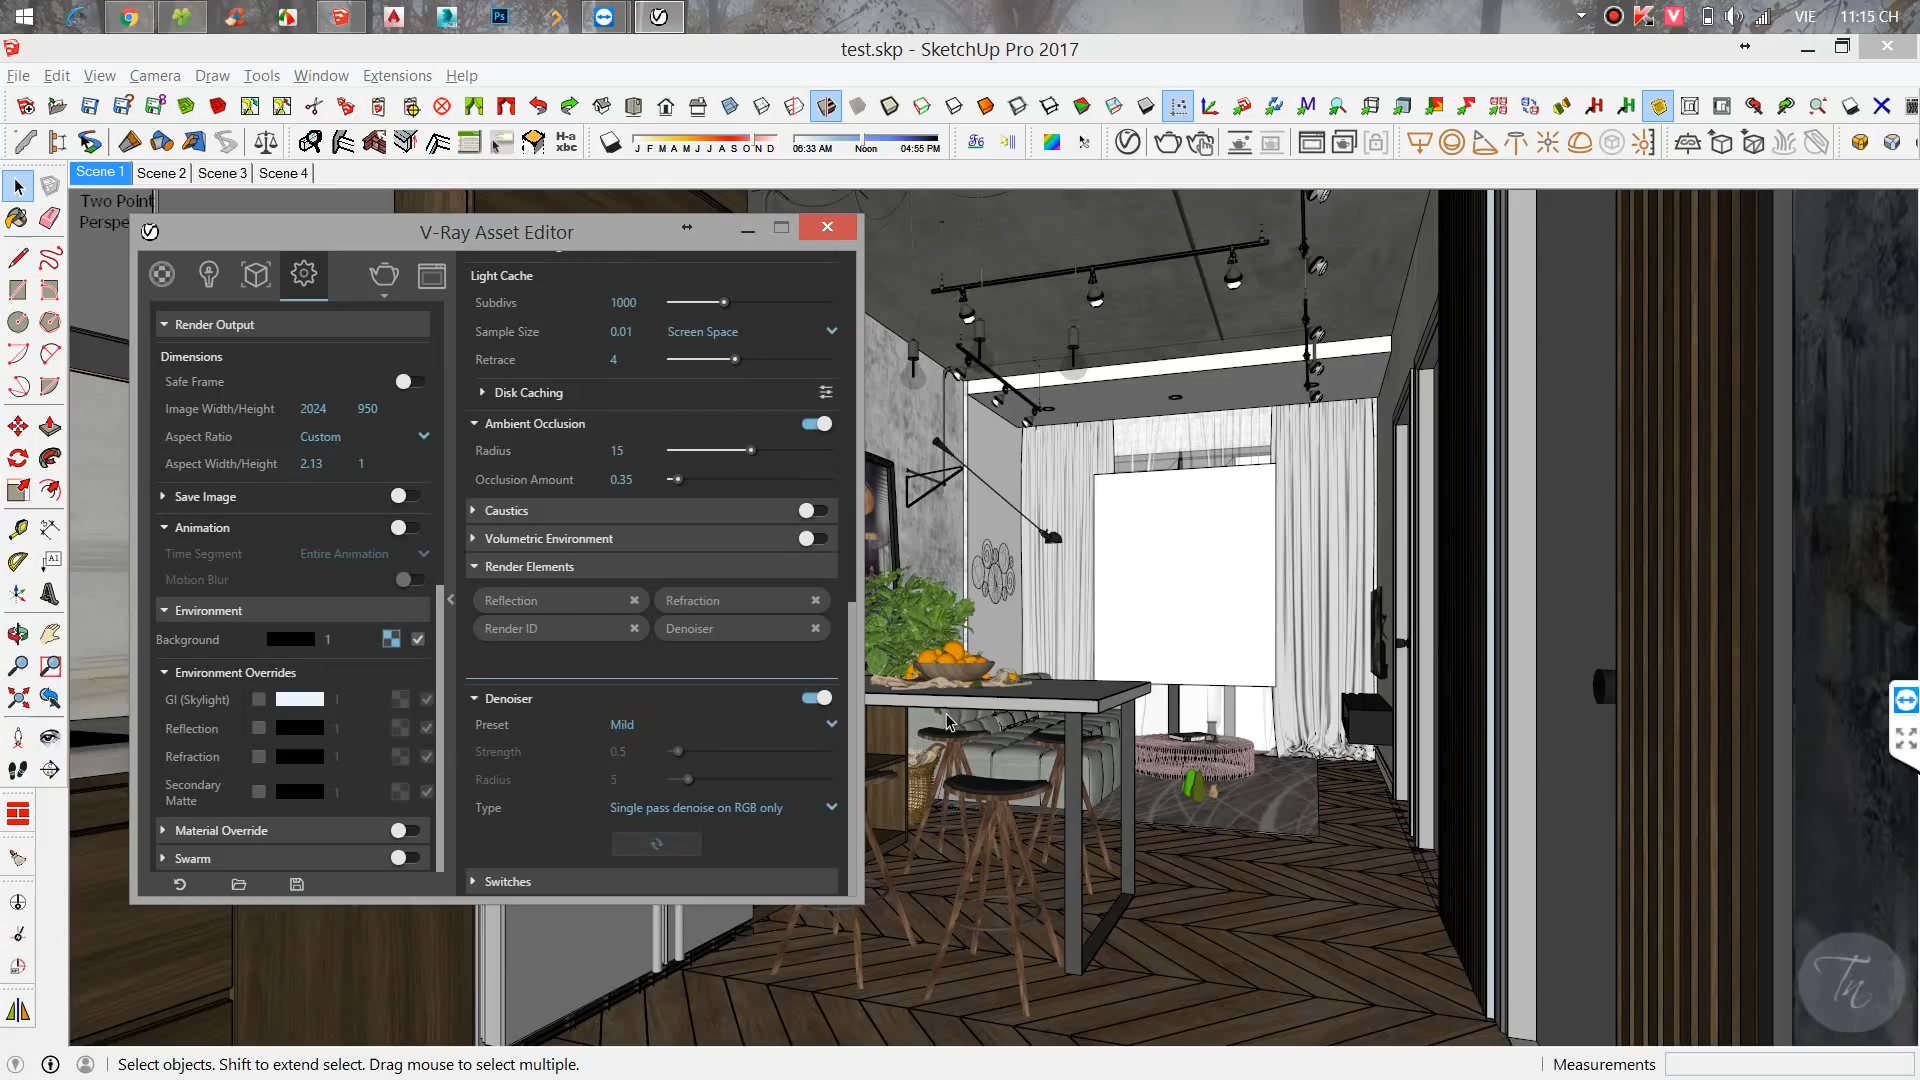 VIE
11:15 CH
test.skp - SketchUp Pro 2017
File Edit View Camera Draw Tools Window Extensions Help
H-a
xbc
J F M A M J J A S O N D
06:33 AM Noon 04:55 PM
Scene 1 Scene 2 Scene 3 Scene 4
Two Point
Perspe
V-Ray Asset Editor
Render Output
Dimensions
Safe Frame
Image Width/Height 2024 950
Aspect Ratio Custom
Aspect Width/Height 2.13 1
Save Image
Animation
Time Segment Entire Animation
Motion Blur
Environment
Background 1
Environment Overrides
GI (Skylight) 1
Reflection 1
Refraction 1
Secondary
Matte 1
Material Override
Swarm
Light Cache
Subdivs 1000
Sample Size 0.01 Screen Space
Retrace 4
Disk Caching
Ambient Occlusion
Radius 15
Occlusion Amount 0.35
Caustics
Volumetric Environment
Render Elements
Reflection Refraction
Render ID Denoiser
Denoiser
Preset Mild
Strength 0.5
Radius 5
Type Single pass denoise on RGB only
Switches
Tn
Select objects. Shift to extend select. Drag mouse to select multiple.
Measurements